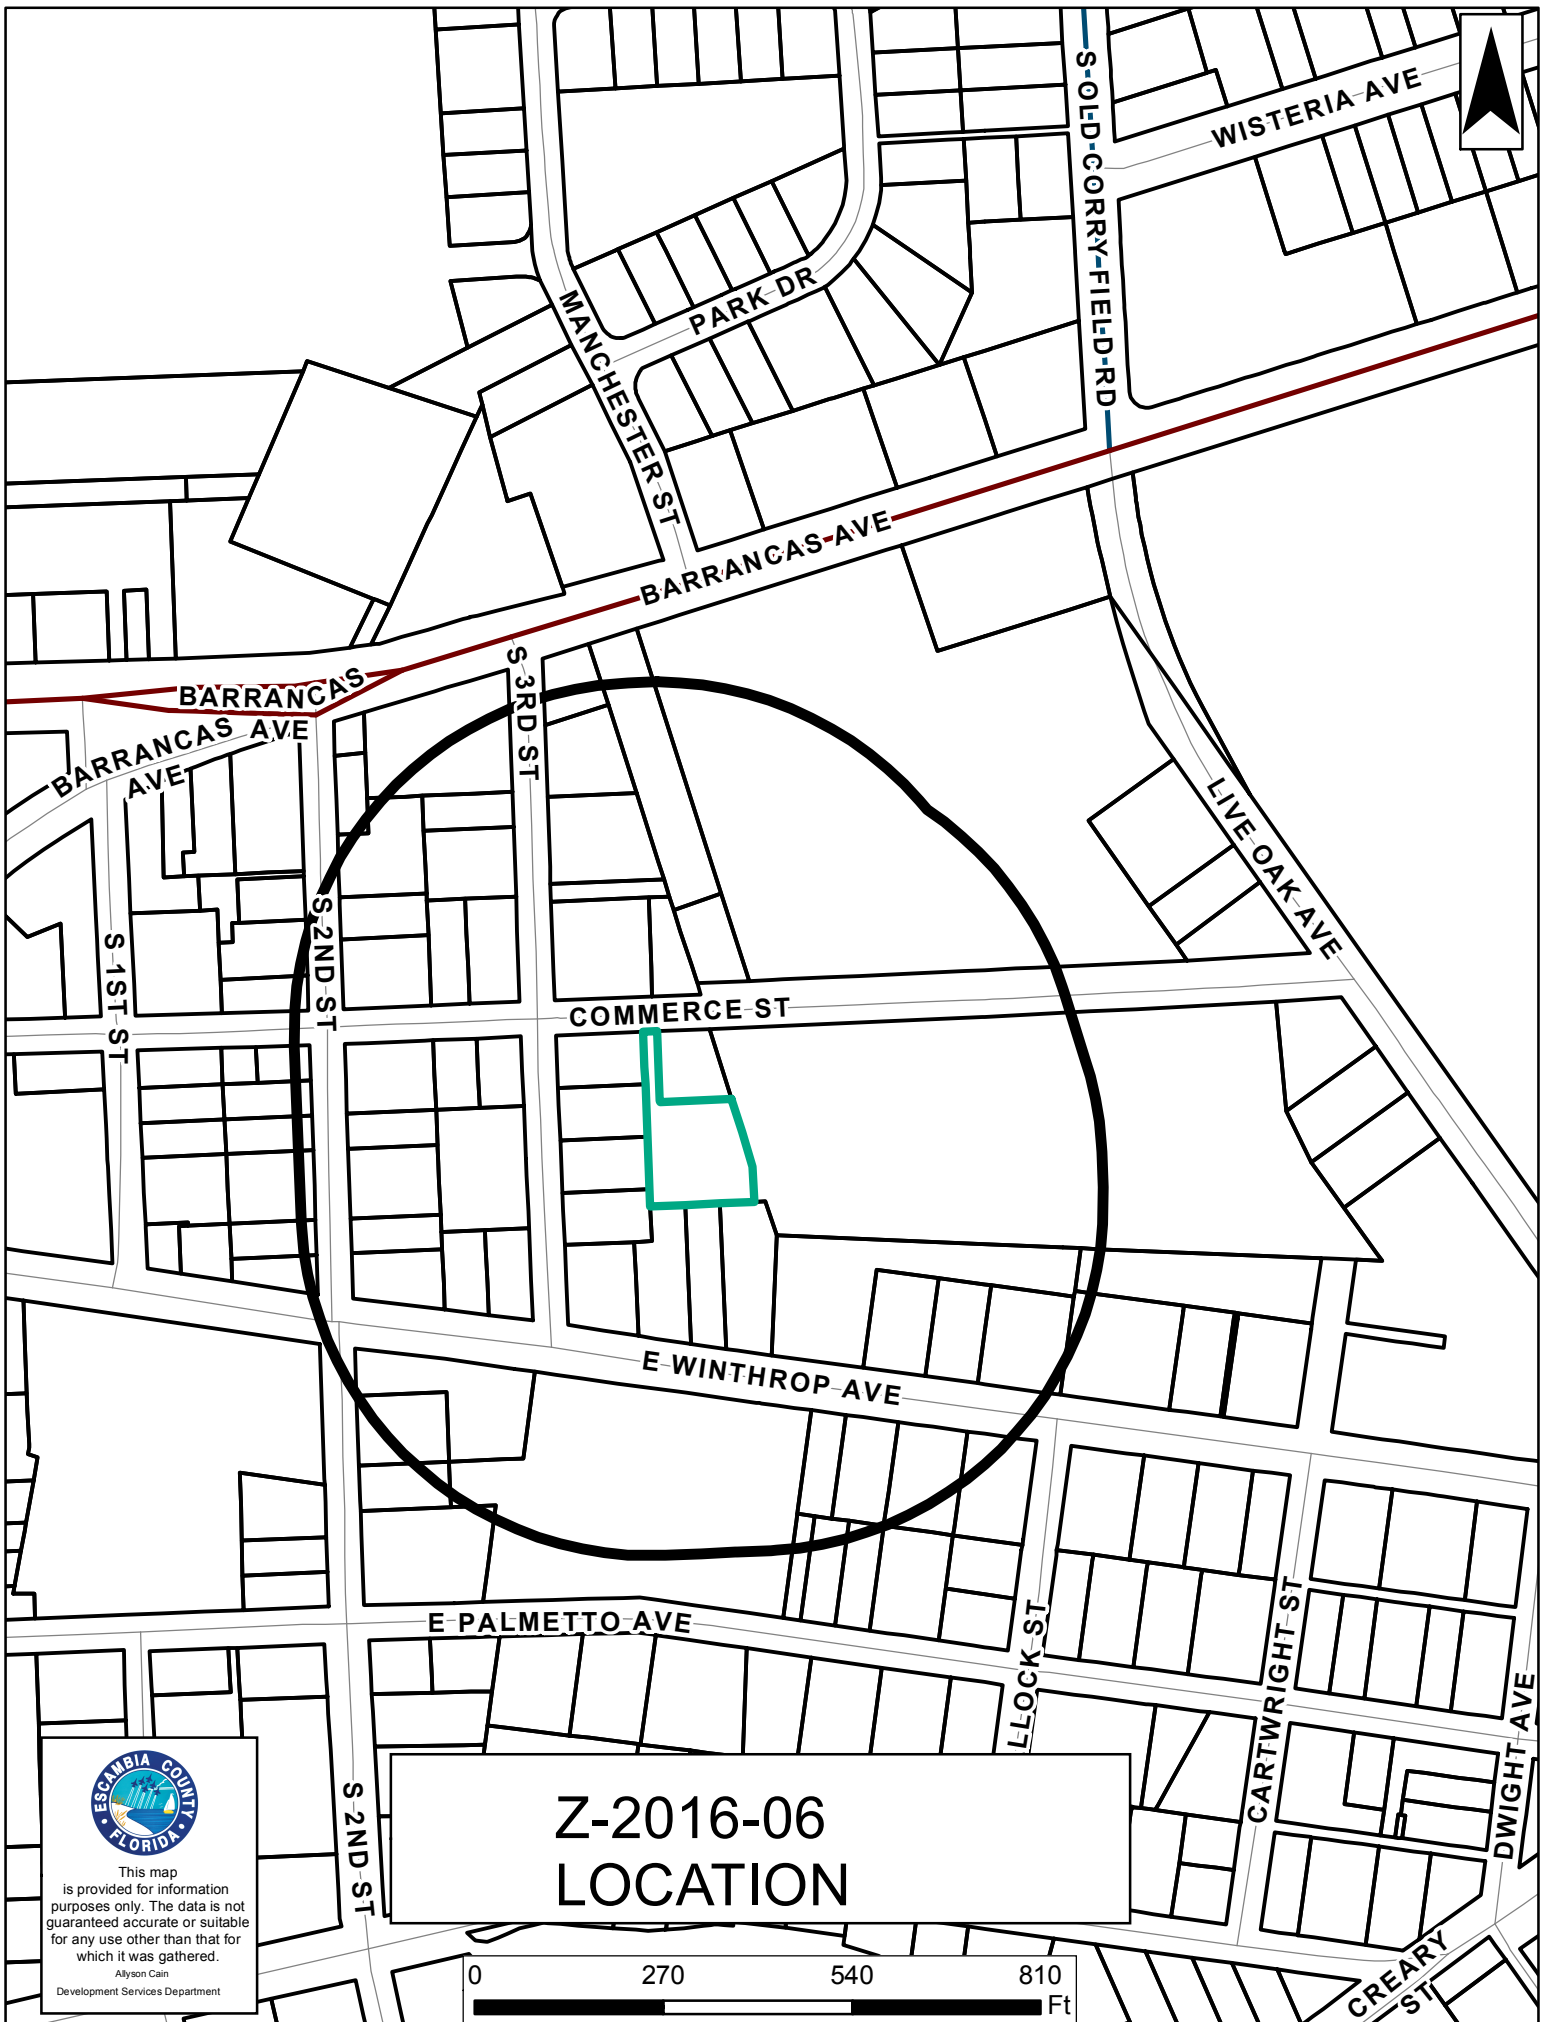 S OLD CORRY FIELD RD
WISTERIA AVE
PARK DR
MANCHESTER ST
BARRANCAS AVE
S 3RD ST
BARRANCAS
AVE
BARRANCAS
AVE
LIVE OAK AVE
S 2ND ST
S 1ST ST
COMMERCE ST
E WINTHROP AVE
E PALMETTO AVE
LLOCK ST
CARTWRIGHT ST
DWIGHT AVE
S 2ND ST
CREARY
ST
ESCAMBIA COUNTY
FLORIDA
This map
is provided for information
purposes only. The data is not
guaranteed accurate or suitable
for any use other than that for
which it was gathered.
Allyson Cain
Development Services Department
Z-2016-06
LOCATION
0 270 540 810
Ft